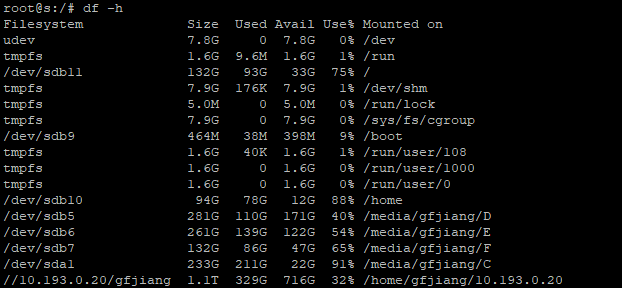 root@s:/# df -h
Filesystem Size Used Avail Use% Mounted on
udev 7.8G 0 7.8G 0% /dev
tmpfs 1.6G 9.6M 1.6G 1% /run
/dev/sdb11 132G 93G 33G 75% /
tmpfs 7.9G 176K 7.9G 1% /dev/shm
tmpfs 5.0M 0 5.0M 0% /run/lock
tmpfs 7.9G 0 7.9G 0% /sys/fs/cgroup
/dev/sdb9 464M 38M 398M 9% /boot
tmpfs 1.6G 40K 1.6G 1% /run/user/108
tmpfs 1.6G 0 1.6G 0% /run/user/1000
tmpfs 1.6G 0 1.6G 0% /run/user/0
/dev/sdb10 94G 78G 12G 88% /home
/dev/sdb5 281G 110G 171G 40% /media/gfjiang/D
/dev/sdb6 261G 139G 122G 54% /media/gfjiang/E
/dev/sdb7 132G 86G 47G 65% /media/gfjiang/F
/dev/sda1 233G 211G 22G 91% /media/gfjiang/C
//10.193.0.20/gfjiang 1.1T 329G 716G 32% /home/gfjiang/10.193.0.20